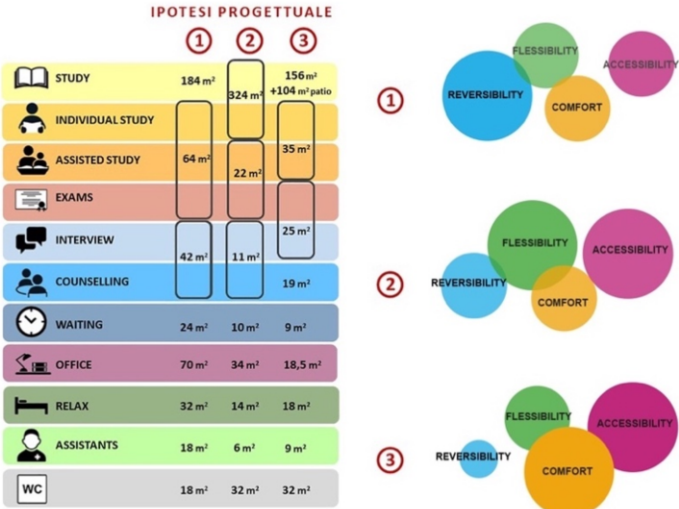 IPOTESI PROGETTUALE
1 2 3
STUDY 184 m² 324 m² 156 m²
+104 m² patio
INDIVIDUAL STUDY
ASSISTED STUDY 64 m² 22 m² 35 m²
EXAMS
INTERVIEW 42 m² 11 m² 25 m²
COUNSELLING 19 m²
WAITING 24 m² 10 m² 9 m²
OFFICE 70 m² 34 m² 18,5 m²
RELAX 32 m² 14 m² 18 m²
ASSISTANTS 18 m² 6 m² 9 m²
WC 18 m² 32 m² 32 m²
1
FLESSIBILITY
ACCESSIBILITY
REVERSIBILITY
COMFORT
2
FLESSIBILITY
ACCESSIBILITY
REVERSIBILITY
COMFORT
3
FLESSIBILITY
ACCESSIBILITY
REVERSIBILITY
COMFORT